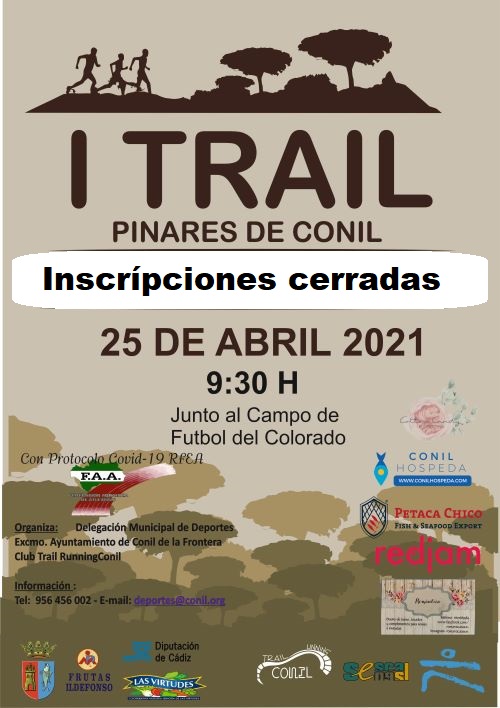 I TRAIL
PINARES DE CONIL
Inscrípciones cerradas
25 DE ABRIL 2021
9:30 H
Junto al Campo de
Futbol del Colorado
Con Protocolo Covid-19 RFEA
F.A.A.
CONIL
HOSPEDA
WWW.CONILHOSPEDA.COM
PETACA CHICO
FISH & SEAFOOD EXPORT
redjam
Organiza: Delegación Municipal de Deportes
Excmo. Ayuntamiento de Conil de la Frontera
Club Trail RunningConil
Información :
Tel: 956 456 002 - E-mail: deportes@conil.org
Diputación
de Cádiz
FRUTAS
ILDEFONSO
LAS VIRTUDES
TRAIL RUNNING
CONIL